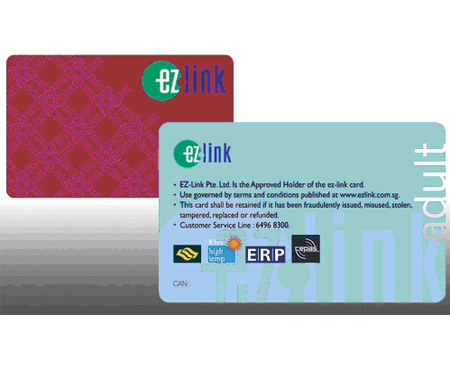 ez link
ez link
• EZ-Link Pte. Ltd. Is the Approved Holder of the ez-link card.
• Use governed by terms and conditions published at www.ezlink.com.sg.
• This card shall be retained if it has been fraudulently issued, misused, stolen,
tampered, replaced or refunded.
• Customer Service Line : 6496 8300.
high
temp
ERP
cepas
CAN :
adult
ez link